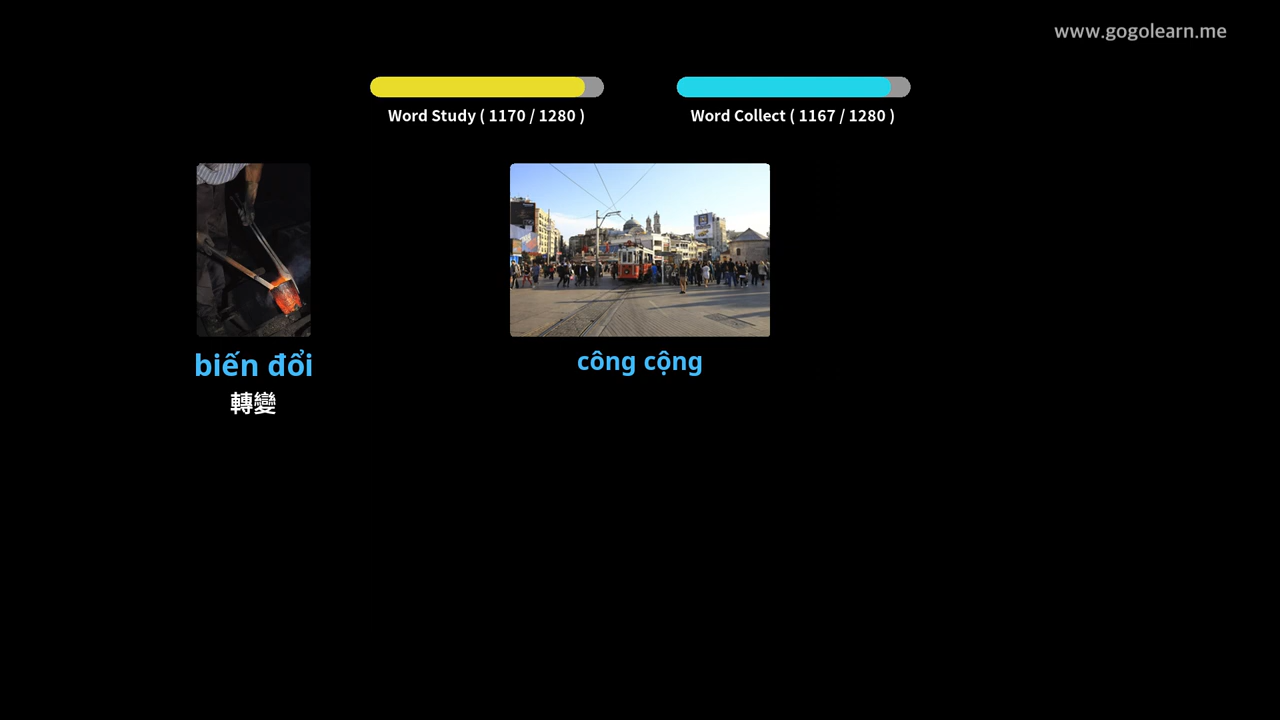 www.gogolearn.me
Word Study ( 1170 / 1280 )
Word Collect ( 1167 / 1280 )
biến đổi
轉變
công cộng